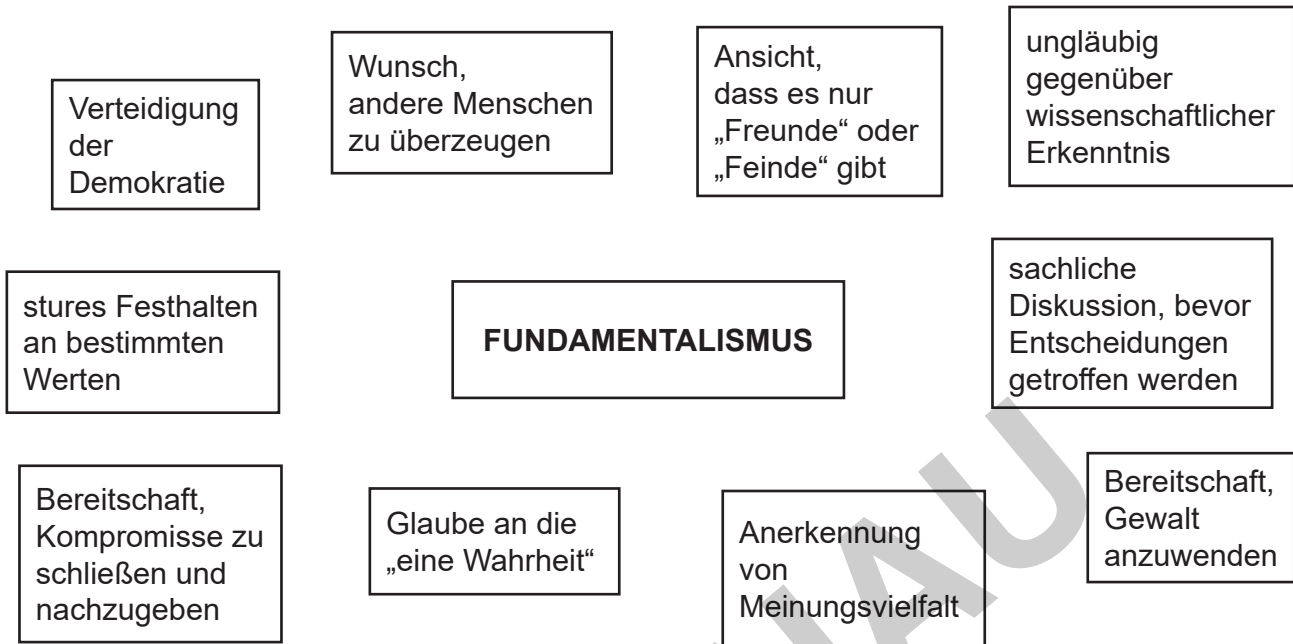 Verteidigung
der
Demokratie
Wunsch,
andere Menschen
zu überzeugen
Ansicht,
dass es nur
„Freunde“ oder
„Feinde“ gibt
ungläubig
gegenüber
wissenschaftlicher
Erkenntnis
stures Festhalten
an bestimmten
Werten
FUNDAMENTALISMUS
sachliche
Diskussion, bevor
Entscheidungen
getroffen werden
Bereitschaft,
Kompromisse zu
schließen und
nachzugeben
Glaube an die
„eine Wahrheit“
Anerkennung
von
Meinungsvielfalt
Bereitschaft,
Gewalt
anzuwenden